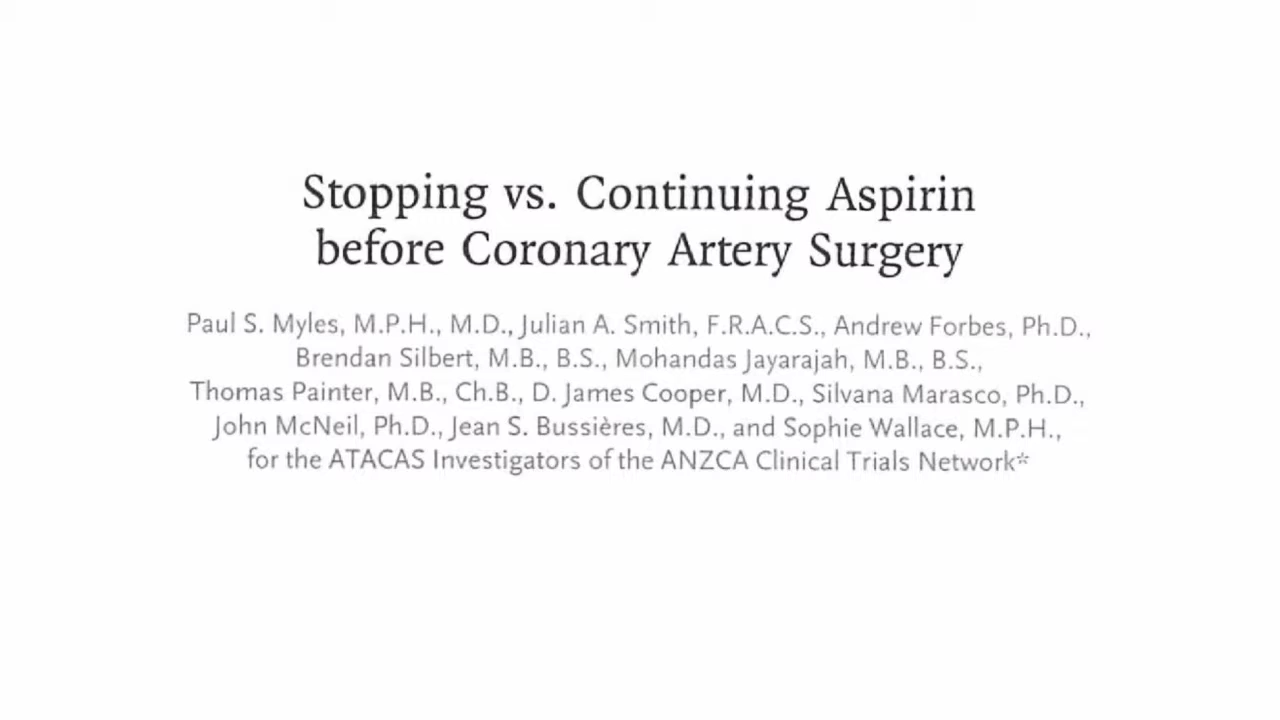 Stopping vs. Continuing Aspirin
before Coronary Artery Surgery
Paul S. Myles, M.P.H., M.D., Julian A. Smith, F.R.A.C.S., Andrew Forbes, Ph.D.,
Brendan Silbert, M.B., B.S., Mohandas Jayarajah, M.B., B.S.,
Thomas Painter, M.B., Ch.B., D. James Cooper, M.D., Silvana Marasco, Ph.D.,
John McNeil, Ph.D., Jean S. Bussières, M.D., and Sophie Wallace, M.P.H.,
for the ATACAS Investigators of the ANZCA Clinical Trials Network*